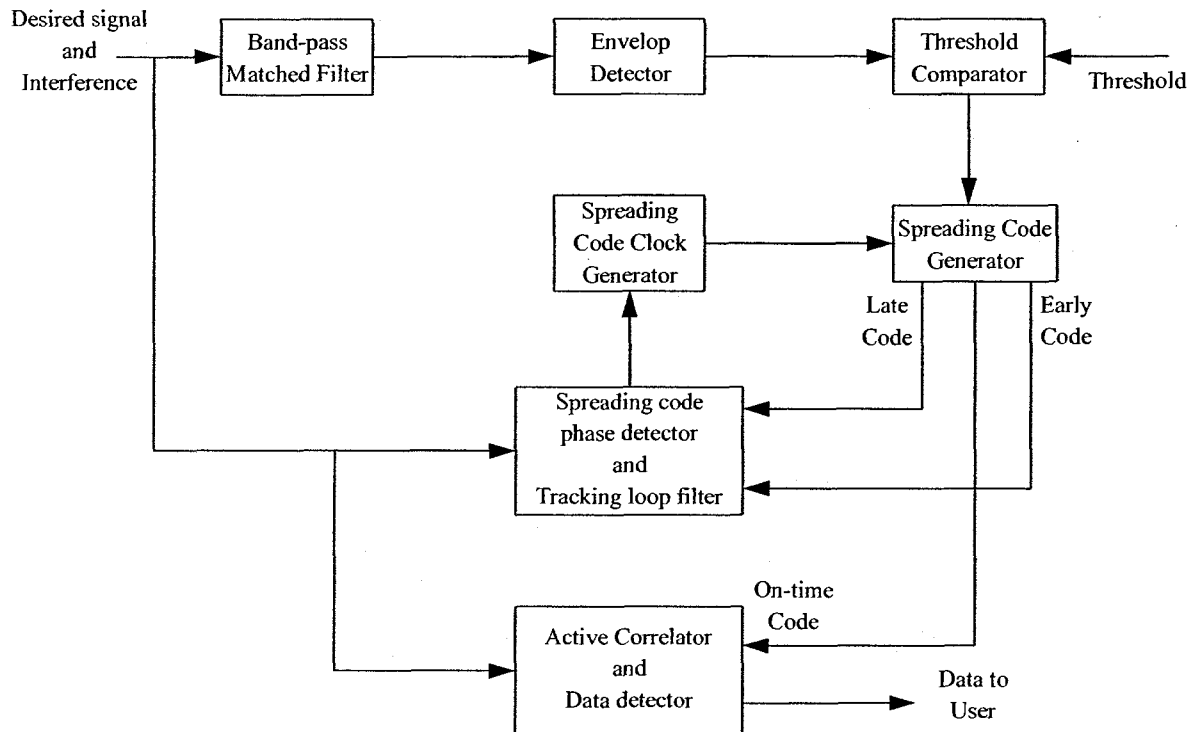 Desired signal
and
Interference
Band-pass
Matched Filter
Envelop
Detector
Threshold
Comparator
Threshold
Spreading
Code Clock
Generator
Spreading Code
Generator
Late
Code
Early
Code
Spreading code
phase detector
and
Tracking loop filter
On-time
Code
Active Correlator
and
Data detector
Data to
User